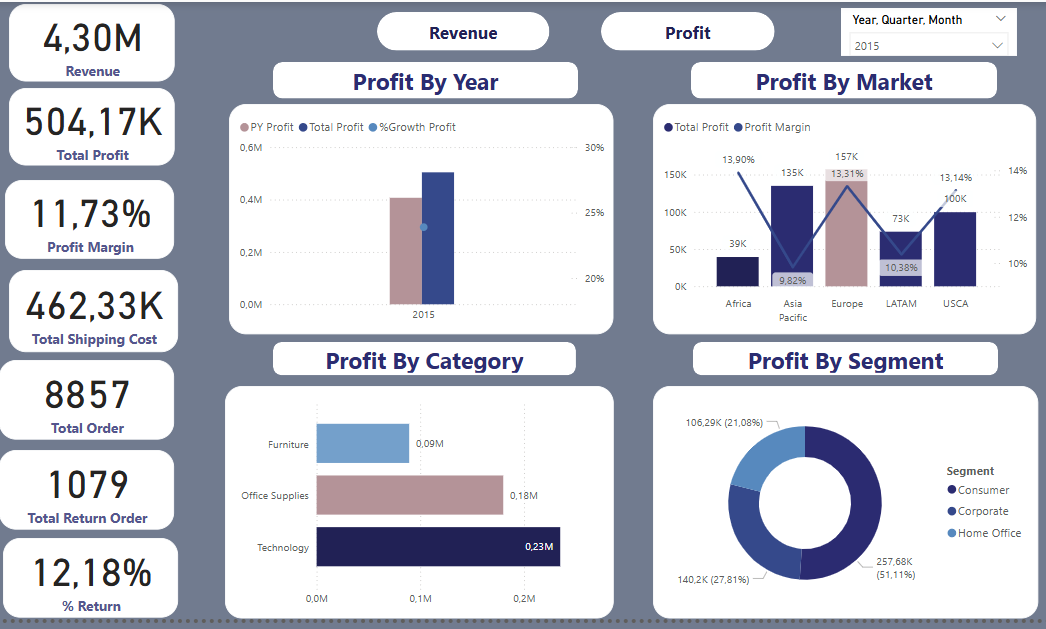 4,30M
Revenue
504,17K
Total Profit
11,73%
Profit Margin
462,33K
Total Shipping Cost
8857
Total Order
1079
Total Return Order
12,18%
% Return
Revenue
Profit
Year, Quarter, Month
2015
Profit By Year
PY Profit Total Profit %Growth Profit
0,6M
0,4M
0,2M
0,0M
30%
25%
20%
2015
Profit By Market
Total Profit Profit Margin
150K
100K
50K
0K
14%
12%
10%
13,90%
39K
135K
9,82%
157K
13,31%
73K
10,38%
13,14%
100K
Africa
Asia
Pacific
Europe
LATAM
USCA
Profit By Category
Furniture
0,09M
Office Supplies
0,18M
Technology
0,23M
0,0M
0,1M
0,2M
Profit By Segment
106,29K (21,08%)
140,2K (27,81%)
257,68K
(51,11%)
Segment
Consumer
Corporate
Home Office